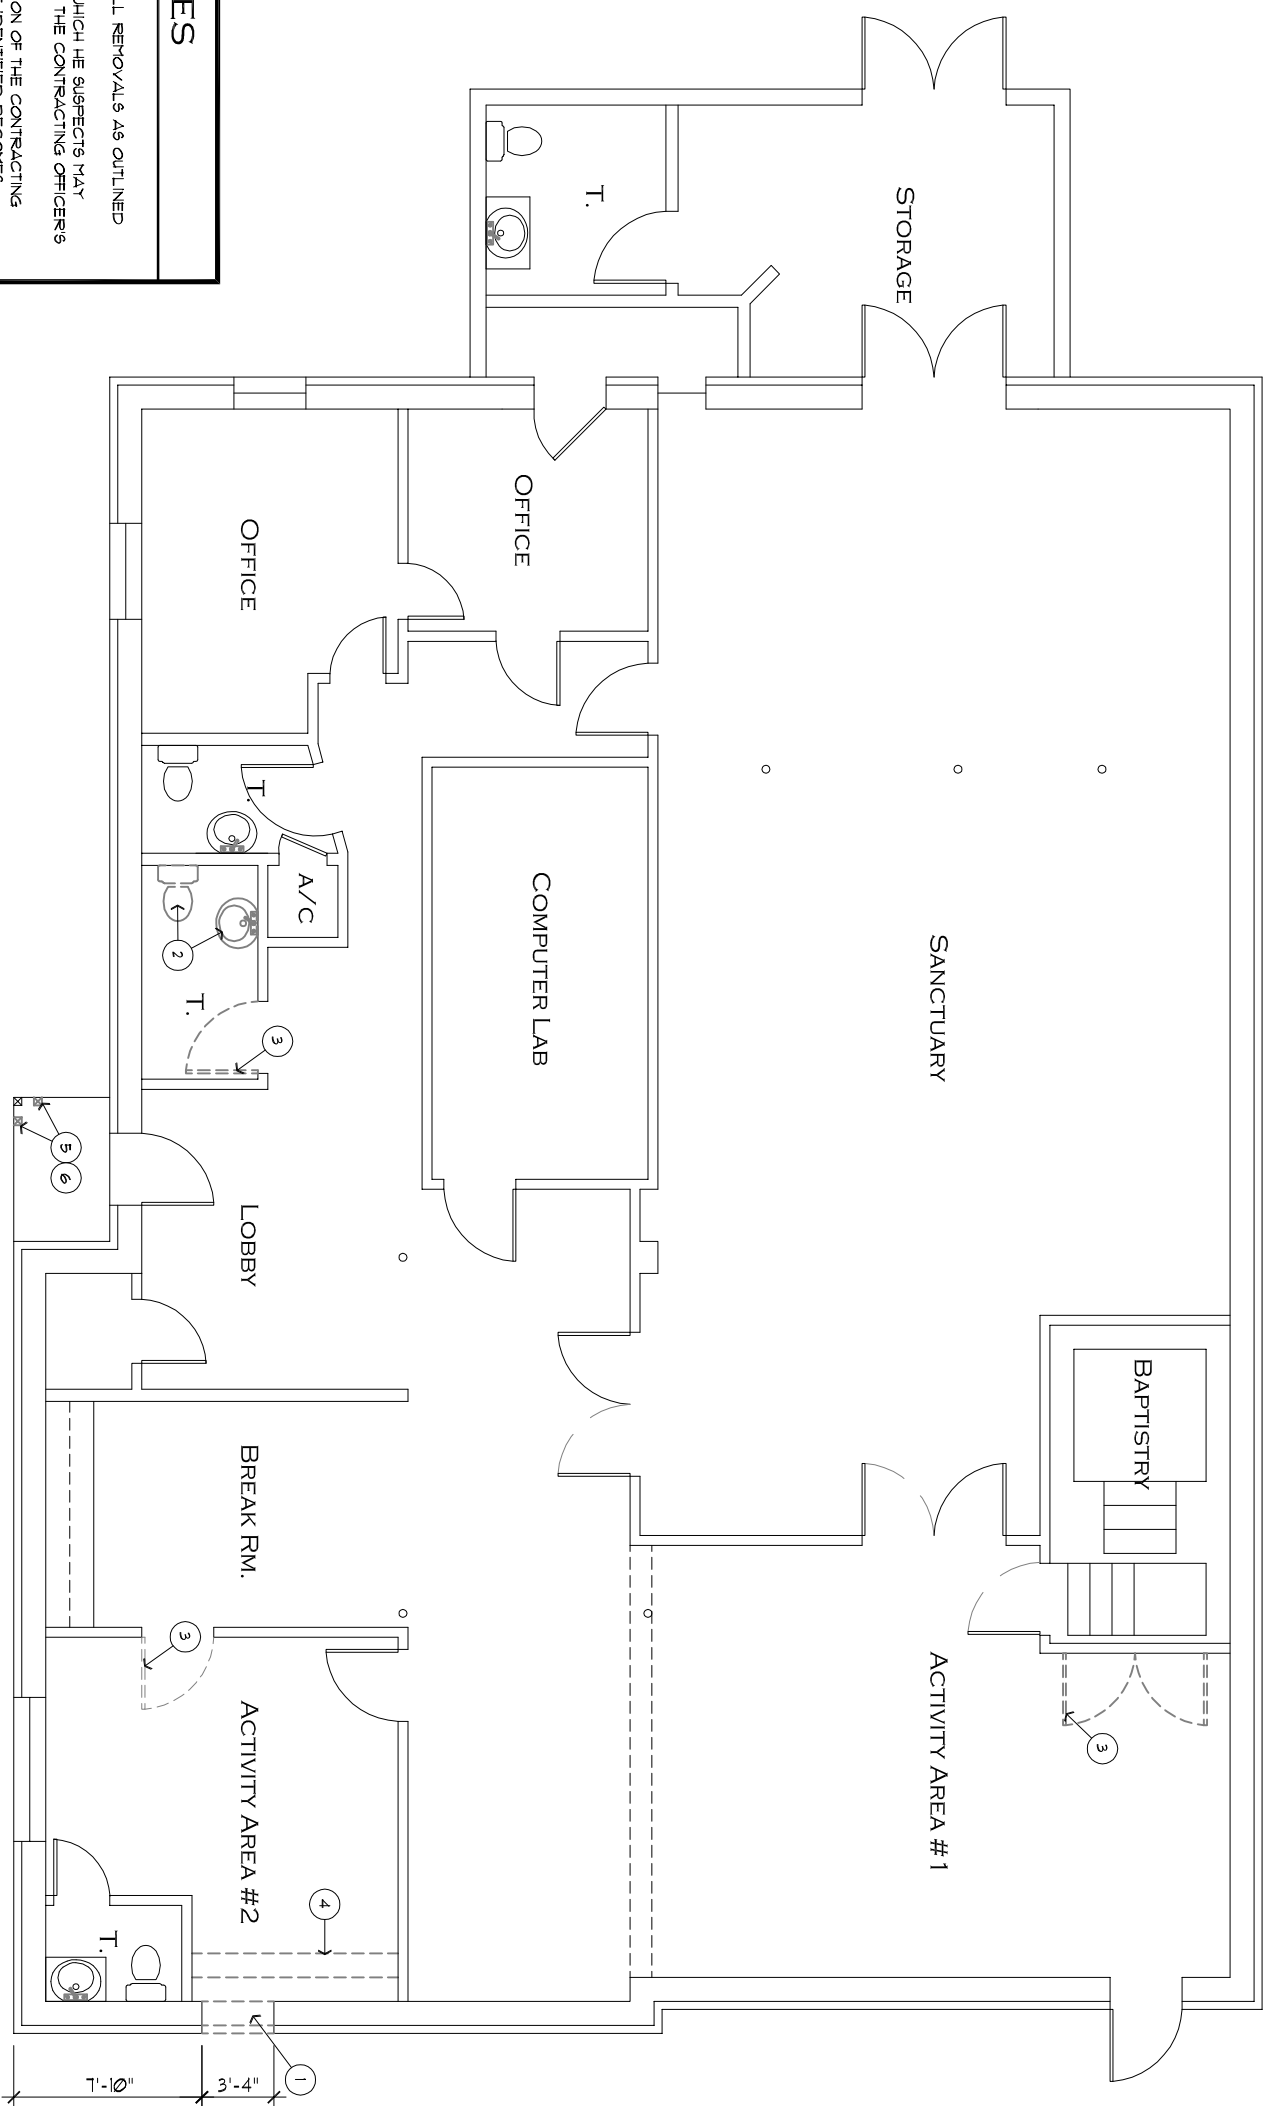 ES
LL REMOVALS AS OUTLINED
WHICH HE SUSPECTS MAY
THE CONTRACTING OFFICER'S
ON OF THE CONTRACTING
STORAGE
T.
SANCTUARY
BAPTISTRY
ACTIVITY AREA #1
3
OFFICE
COMPUTER LAB
OFFICE
T.
A/C
2
T.
3
LOBBY
5
6
BREAK RM.
3
ACTIVITY AREA #2
4
T.
1
7'-10"
3'-4"